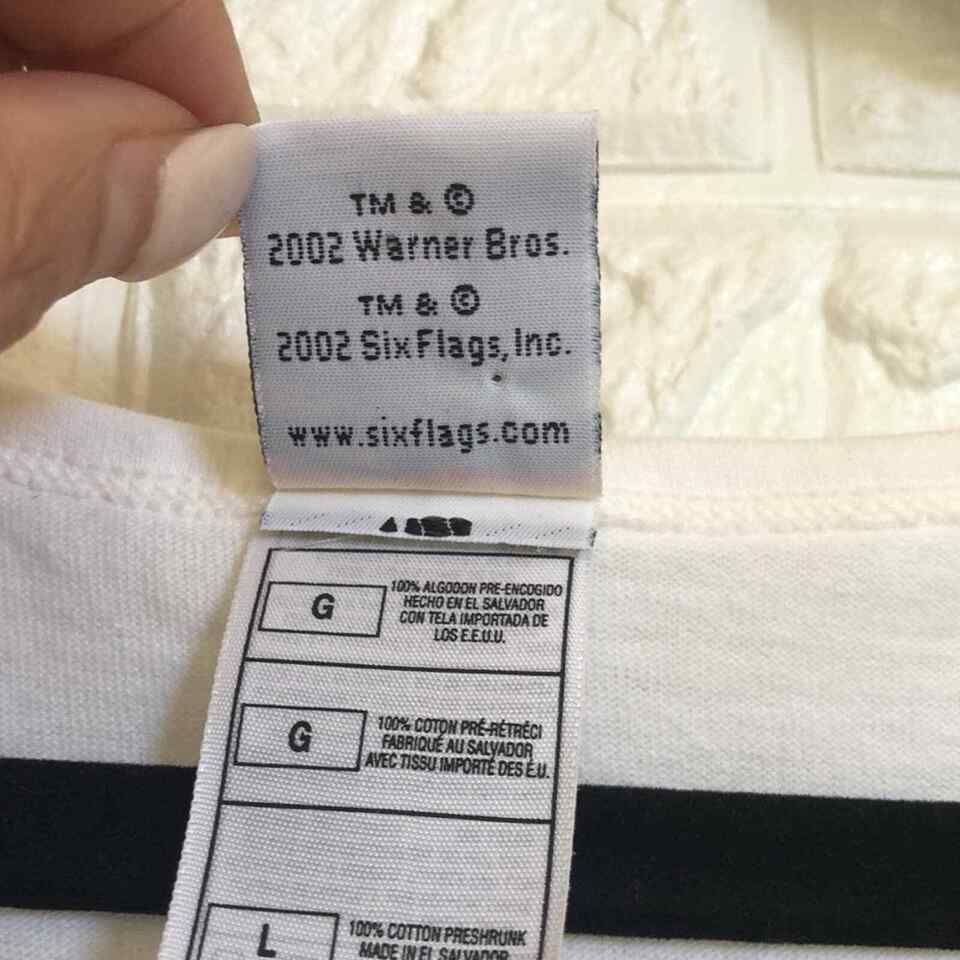 TM & ©
2002 Warner Bros.
TM & ©
2002 Six Flags, Inc.
www.sixflags.com
G
100% ALGODON PRE-ENCOGIDO
HECHO EN EL SALVADOR
CON TELA IMPORTADA DE
LOS E.E.U.U.
G
100% COTON PRÉ-RÉTRÉCI
FABRIQUÉ AU SALVADOR
AVEC TISSU IMPORTÉ DES É.U.
L
100% COTTON PRESHRUNK
MADE IN EL SALVADOR